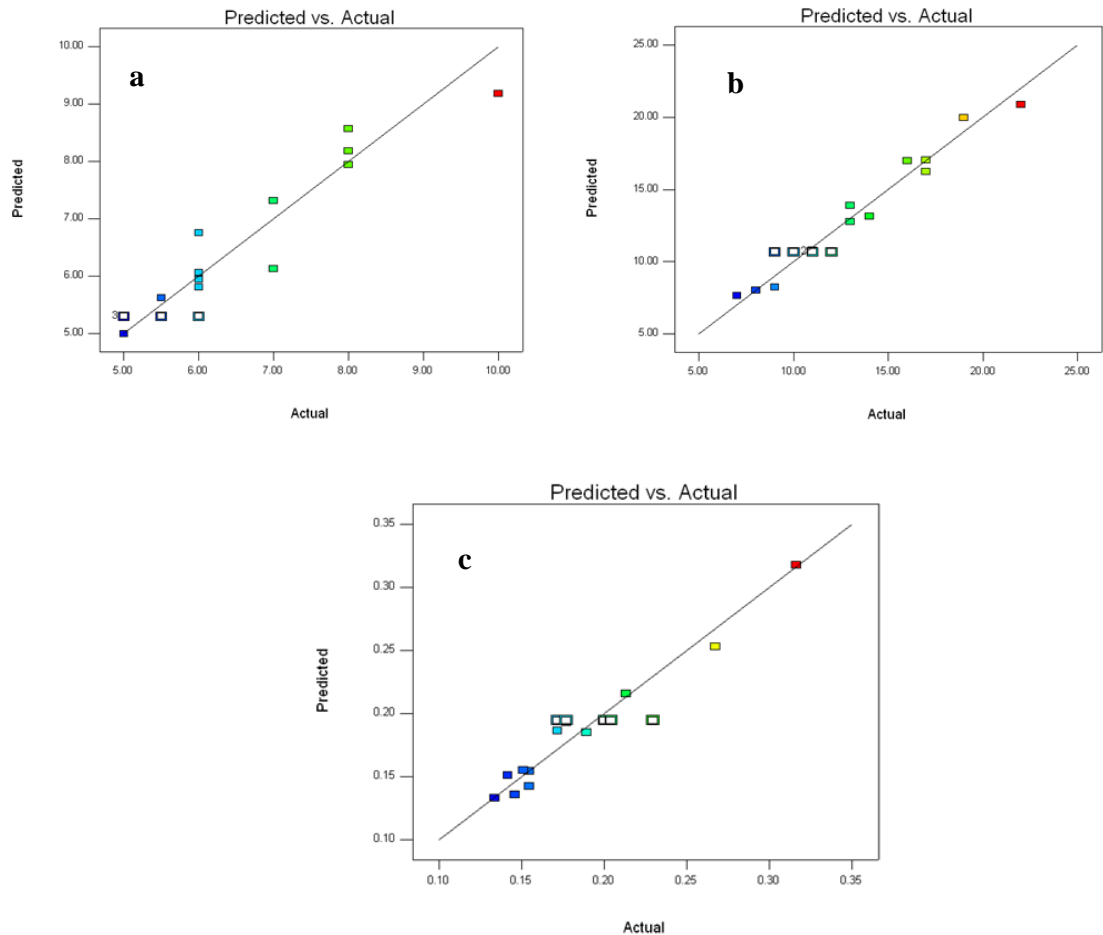 Predicted vs. Actual
a
10.00
9.00
8.00
7.00
6.00
5.00
Predicted
3
5.00 6.00 7.00 8.00 9.00 10.00
Actual
Predicted vs. Actual
b
25.00
20.00
15.00
10.00
5.00
Predicted
2
5.00 10.00 15.00 20.00 25.00
Actual
Predicted vs. Actual
c
0.35
0.30
0.25
0.20
0.15
0.10
Predicted
0.10 0.15 0.20 0.25 0.30 0.35
Actual